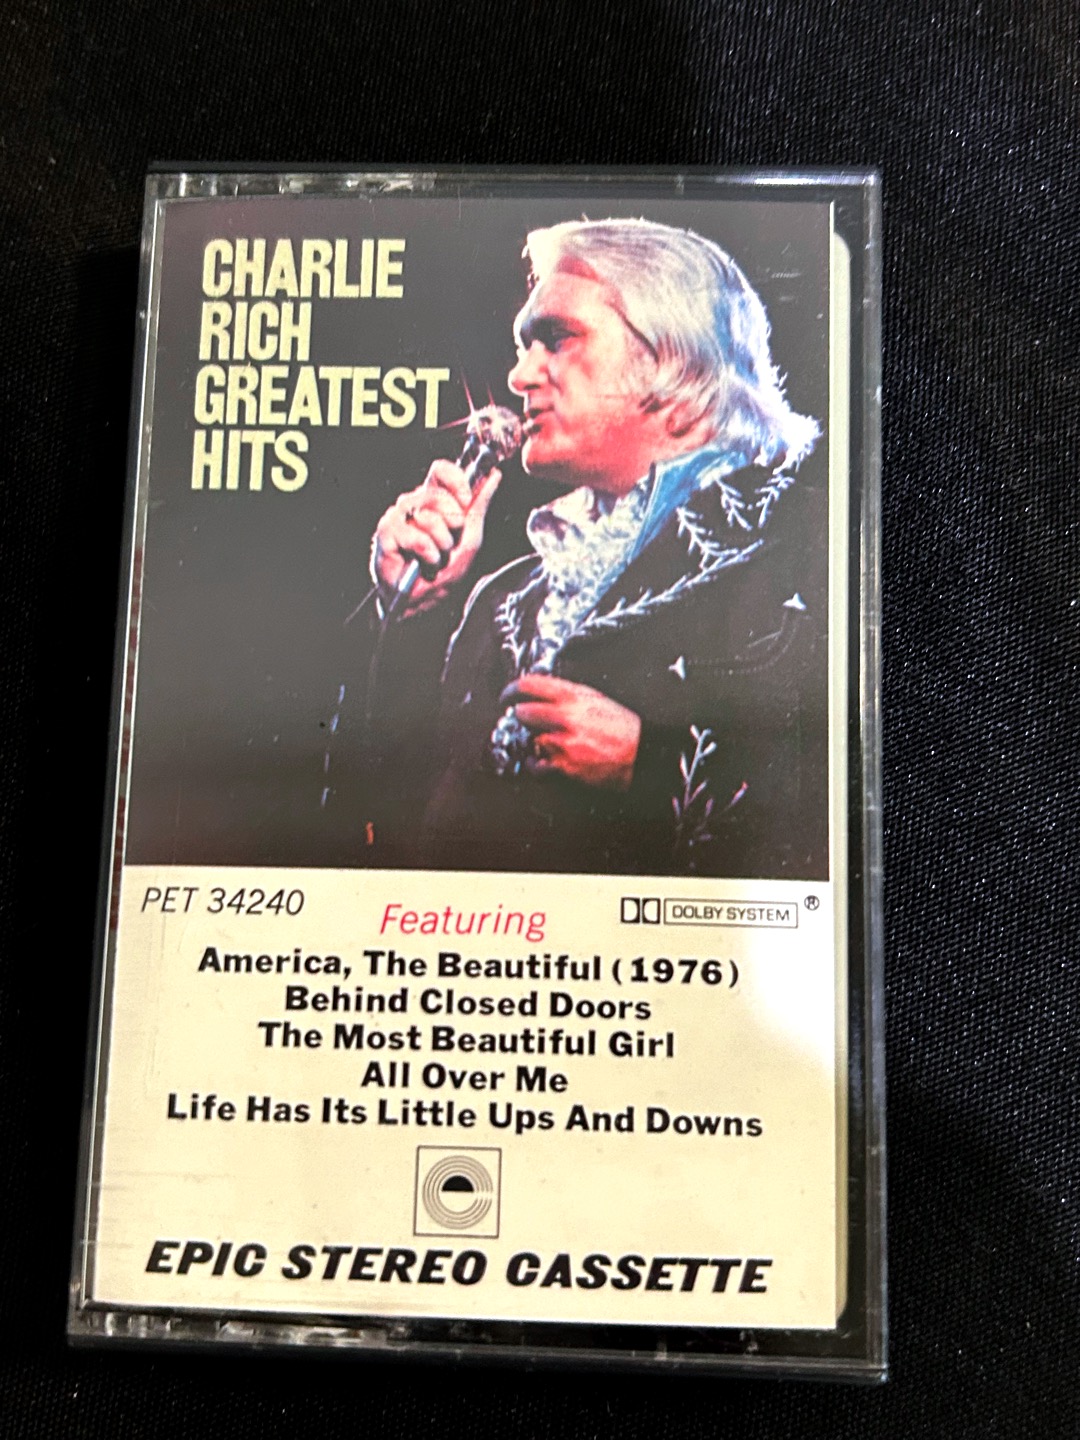 CHARLIE
RICH
GREATEST
HITS
PET 34240
Featuring
DOLBY SYSTEM ®
America, The Beautiful (1976)
Behind Closed Doors
The Most Beautiful Girl
All Over Me
Life Has Its Little Ups And Downs
EPIC STEREO CASSETTE